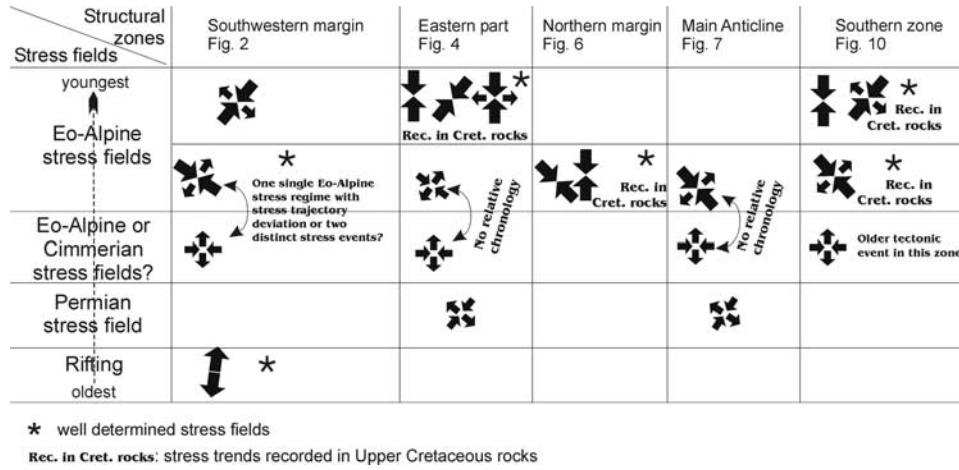 Structural zones
Stress fields
Southwestern margin
Fig. 2
Eastern part
Fig. 4
Northern margin
Fig. 6
Main Anticline
Fig. 7
Southern zone
Fig. 10
youngest
Eo-Alpine
stress fields
*
Rec. in Cret. rocks
*
Rec. in
Cret. rocks
*
One single Eo-Alpine
stress regime with
stress trajectory
deviation or two
distinct stress events?
No relative
chronology
*
Rec. in
Cret. rocks
No relative
chronology
*
Rec. in
Cret. rocks
Eo-Alpine or
Cimmerian
stress fields?
Older tectonic
event in this zone
Permian
stress field
Rifting
oldest
*
* well determined stress fields
Rec. in Cret. rocks: stress trends recorded in Upper Cretaceous rocks